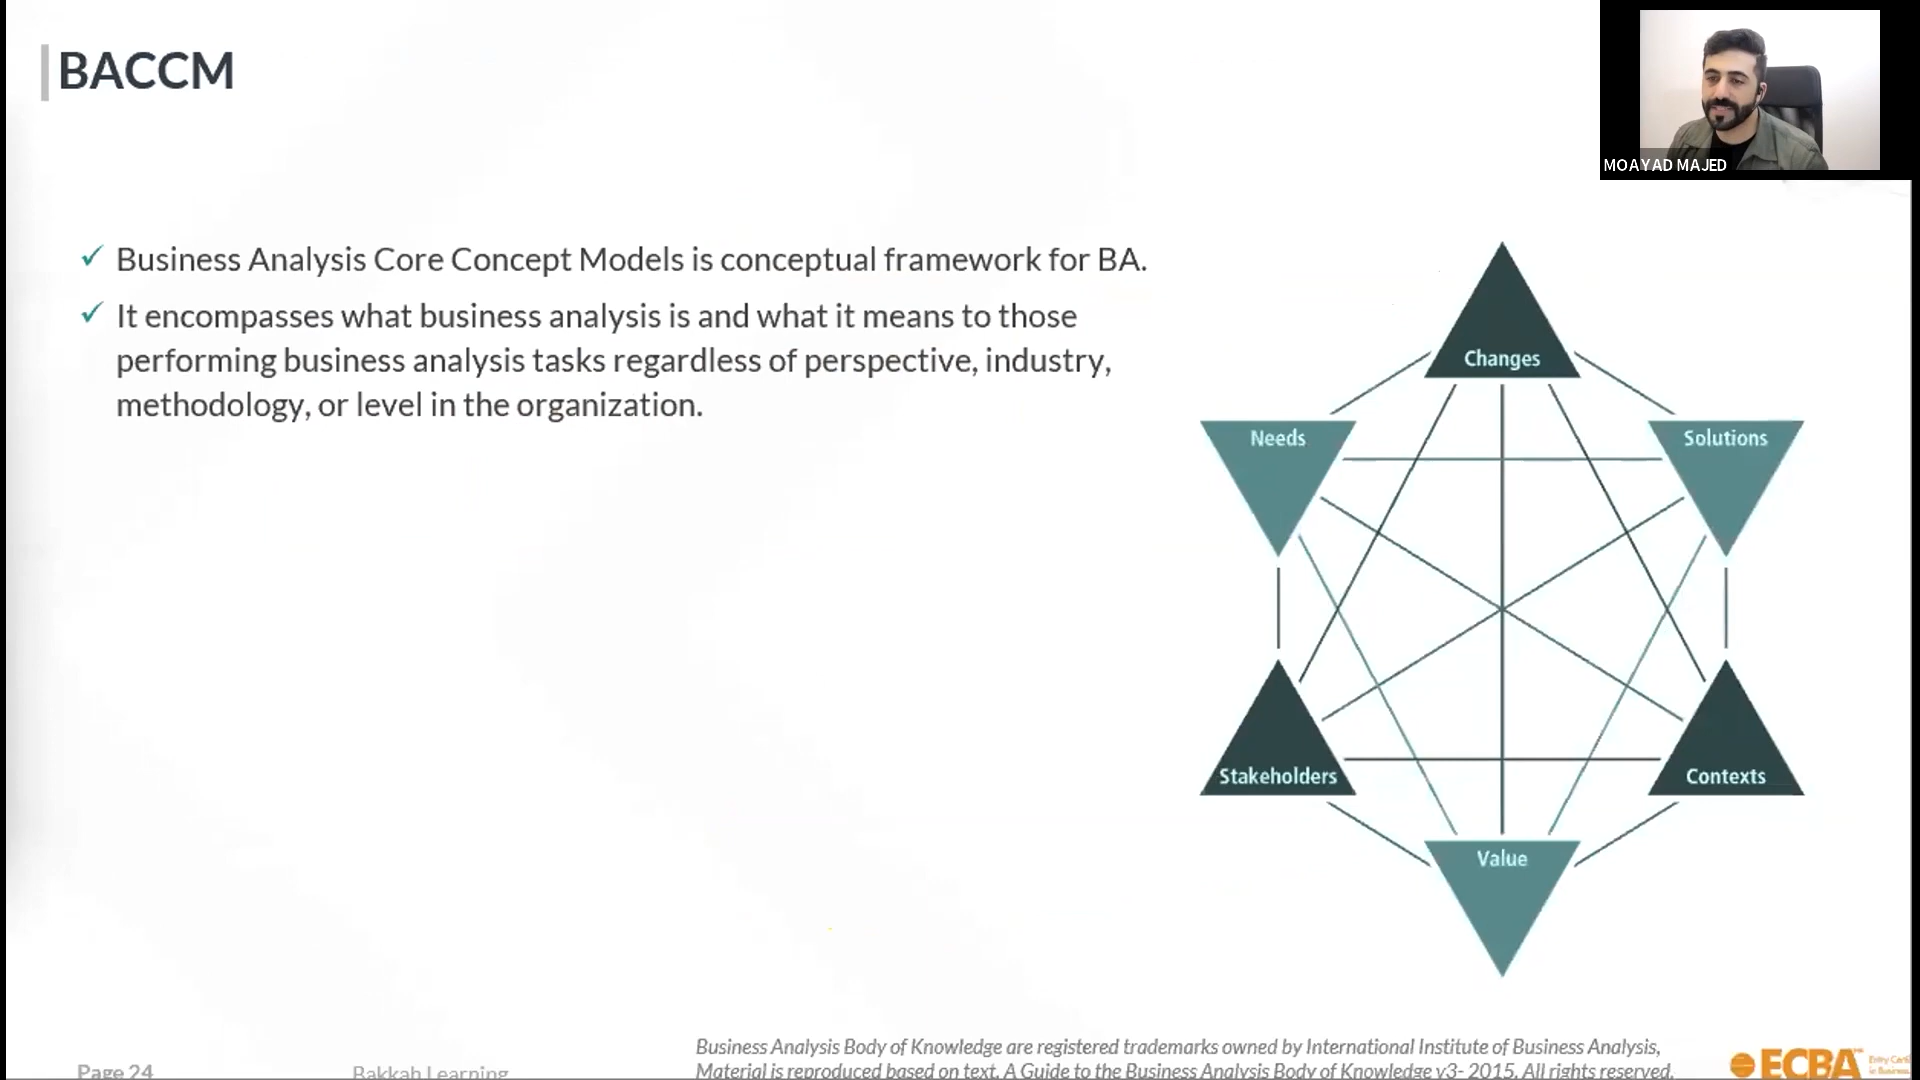 BACCM
MOAYAD MAJED
✓ Business Analysis Core Concept Models is conceptual framework for BA.
✓ It encompasses what business analysis is and what it means to those
performing business analysis tasks regardless of perspective, industry,
methodology, or level in the organization.
Changes
Needs
Solutions
Stakeholders
Contexts
Value
Business Analysis Body of Knowledge are registered trademarks owned by International Institute of Business Analysis,
Material is reproduced based on text, A Guide to the Business Analysis Body of Knowledge v3- 2015. All rights reserved.
Page 24
Bakkah Learning
ECBA